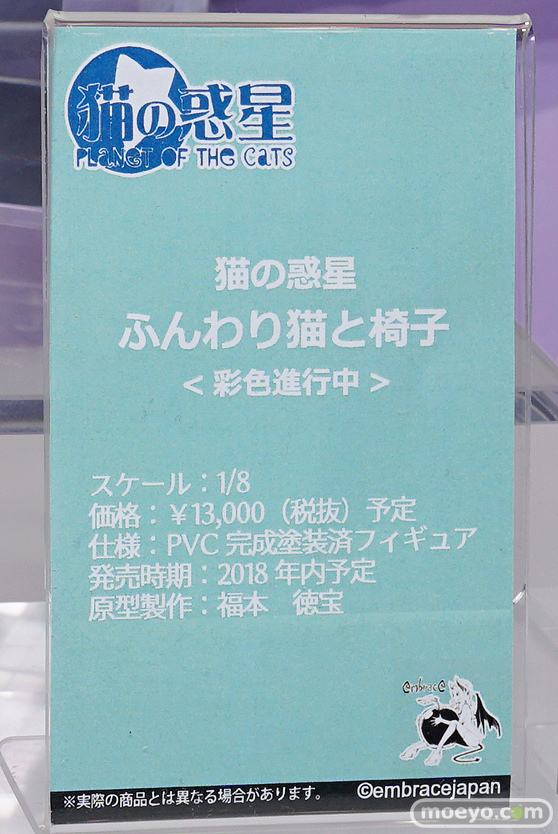 猫の惑星
PLANET OF THE CATS
猫の惑星
ふんわり猫と椅子
< 彩色進行中 >
スケール：1/8
価格：￥13,000（税抜）予定
仕様：PVC 完成塗装済フィギュア
発売時期：2018 年内予定
原型製作：福本　徳宝
@mbrac@
※実際の商品とは異なる場合があります。
©embracejapan
moeyo.com